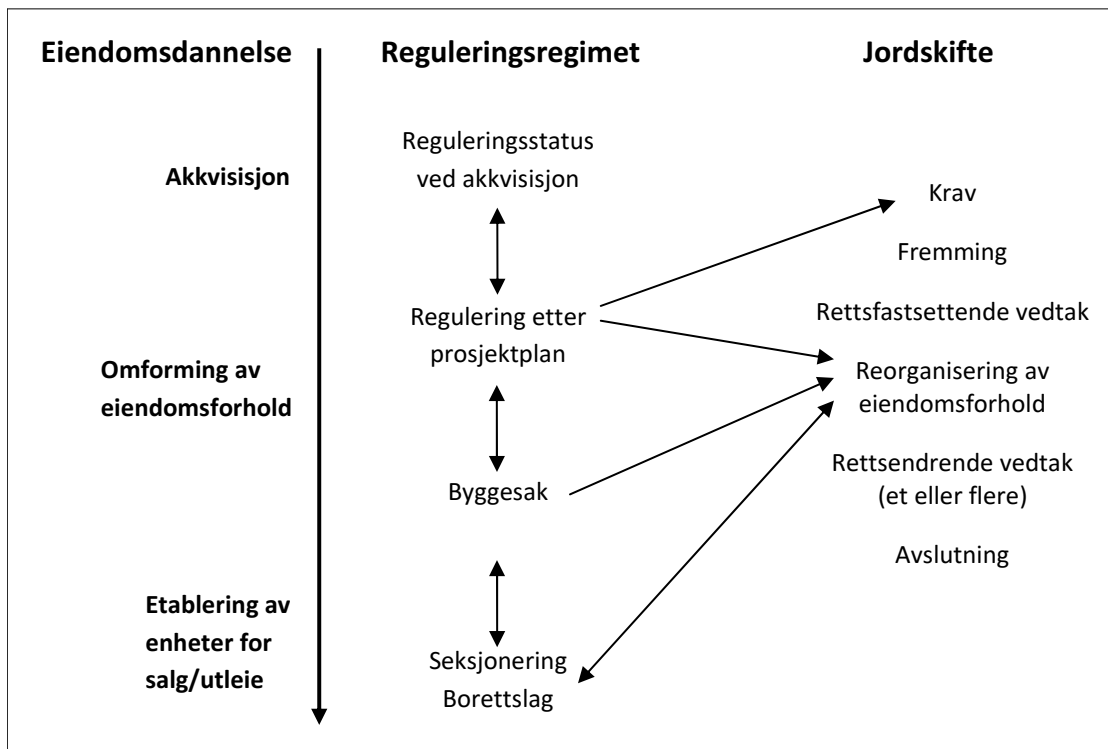 Eiendomsdannelse
Akkvisisjon
Omforming av
eiendomsforhold
Etablering av
enheter for
salg/utleie
Reguleringsregimet
Reguleringsstatus
ved akkvisisjon
Regulering etter
prosjektplan
Byggesak
Seksjonering
Borettslag
Jordskifte
Krav
Fremming
Rettsfastsettende vedtak
Reorganisering av
eiendomsforhold
Rettsendrende vedtak
(et eller flere)
Avslutning